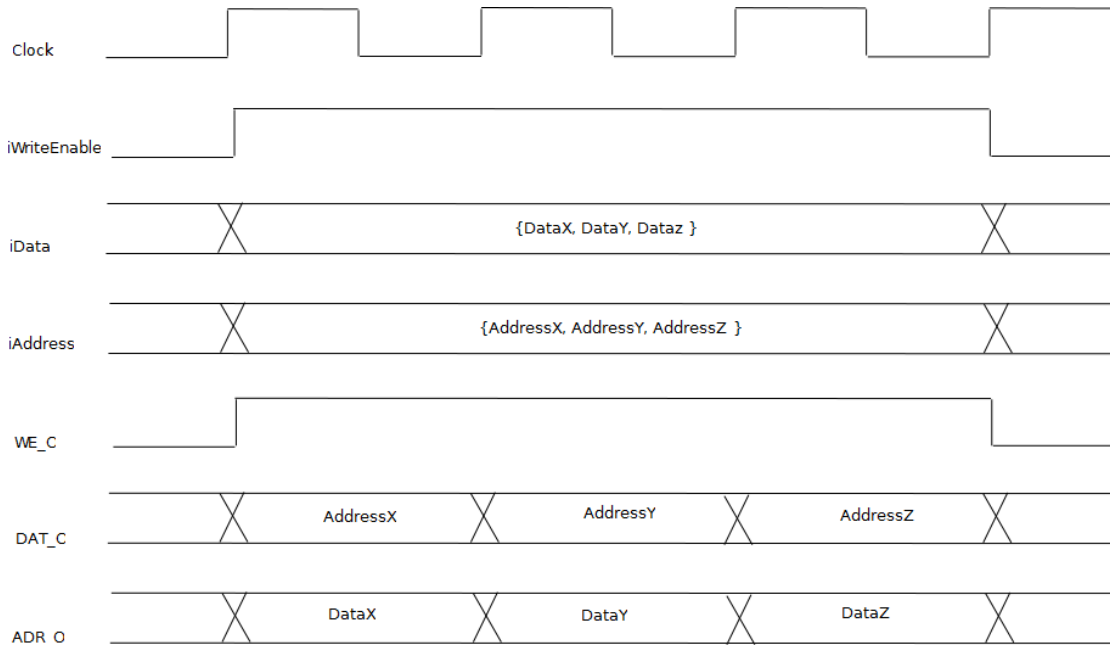 Clock
iWriteEnable
{DataX, DataY, Dataz }
iData
{AddressX, AddressY, AddressZ }
iAddress
WE_C
AddressX AddressY AddressZ
DAT_C
DataX DataY DataZ
ADR_O